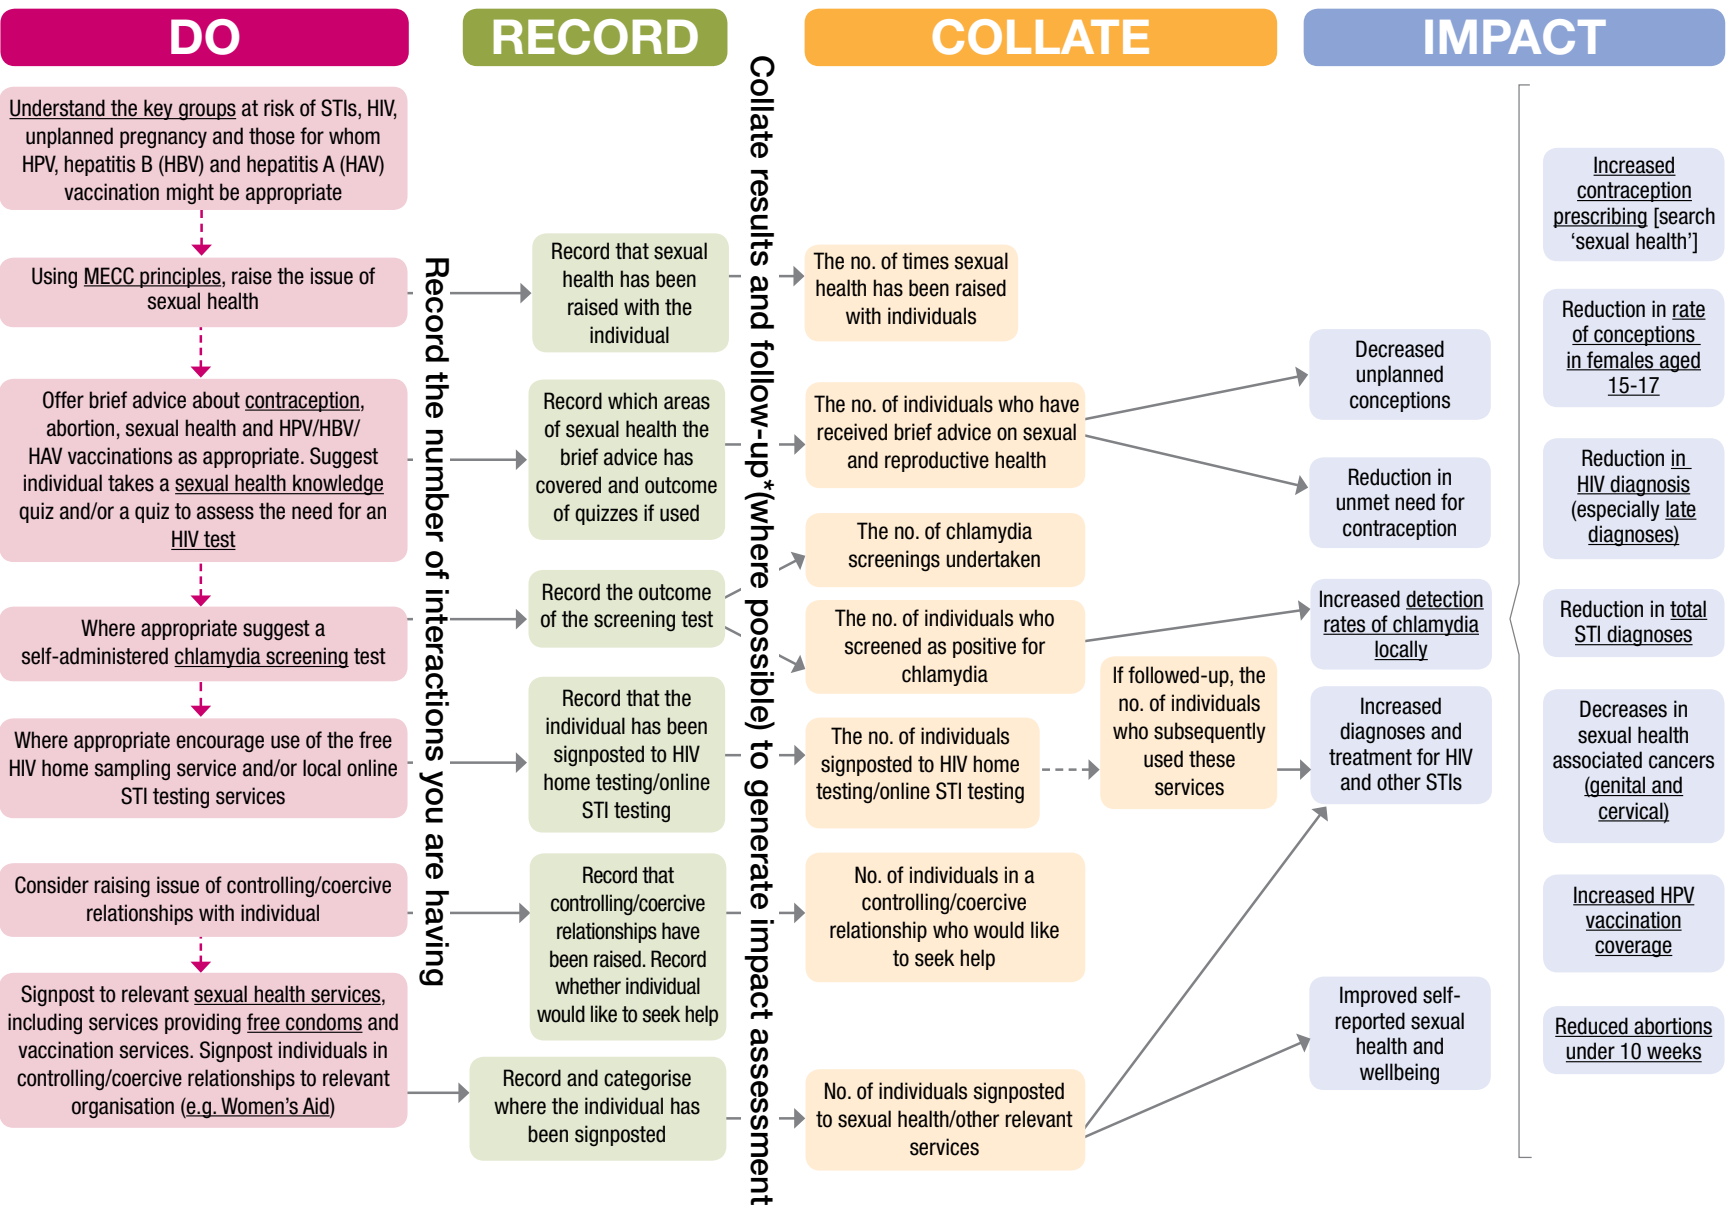 DO
RECORD
COLLATE
IMPACT
Understand the key groups at risk of STIs, HIV,
unplanned pregnancy and those for whom
HPV, hepatitis B (HBV) and hepatitis A (HAV)
vaccination might be appropriate
Using MECC principles, raise the issue of
sexual health
Offer brief advice about contraception,
abortion, sexual health and HPV/HBV/
HAV vaccinations as appropriate. Suggest
individual takes a sexual health knowledge
quiz and/or a quiz to assess the need for an
HIV test
Where appropriate suggest a
self-administered chlamydia screening test
Where appropriate encourage use of the free
HIV home sampling service and/or local online
STI testing services
Consider raising issue of controlling/coercive
relationships with individual
Signpost to relevant sexual health services,
including services providing free condoms and
vaccination services. Signpost individuals in
controlling/coercive relationships to relevant
organisation (e.g. Women's Aid)
Record the number of interactions you are having
Record that sexual
health has been
raised with the
individual
Record which areas
of sexual health the
brief advice has
covered and outcome
of quizzes if used
Record the outcome
of the screening test
Record that the
individual has been
signposted to HIV
home testing/online
STI testing
Record that
controlling/coercive
relationships have
been raised. Record
whether individual
would like to seek help
Record and categorise
where the individual has
been signposted
Collate results and follow-up*(where possible) to generate impact assessment
The no. of times sexual
health has been raised
with individuals
The no. of individuals who have
received brief advice on sexual
and reproductive health
The no. of chlamydia
screenings undertaken
The no. of individuals who
screened as positive for
chlamydia
The no. of individuals
signposted to HIV home
testing/online STI testing
If followed-up, the
no. of individuals
who subsequently
used these
services
No. of individuals in a
controlling/coercive
relationship who would like
to seek help
No. of individuals signposted
to sexual health/other relevant
services
Decreased
unplanned
conceptions
Reduction in
unmet need for
contraception
Increased detection
rates of chlamydia
locally
Increased
diagnoses and
treatment for HIV
and other STIs
Improved self-
reported sexual
health and
wellbeing
Increased
contraception
prescribing [search
'sexual health']
Reduction in rate
of conceptions
in females aged
15-17
Reduction in
HIV diagnosis
(especially late
diagnoses)
Reduction in total
STI diagnoses
Decreases in
sexual health
associated cancers
(genital and
cervical)
Increased HPV
vaccination
coverage
Reduced abortions
under 10 weeks